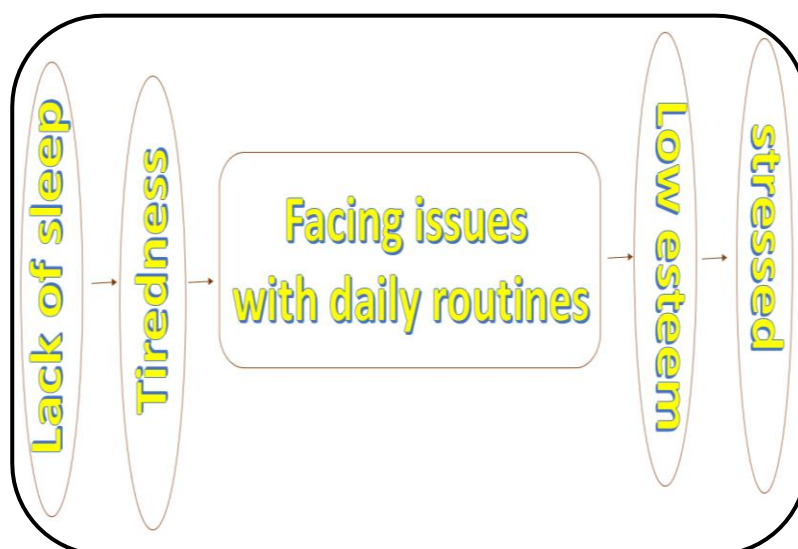 Lack of sleep
Tiredness
Facing issues
with daily routines
Low esteem
stressed